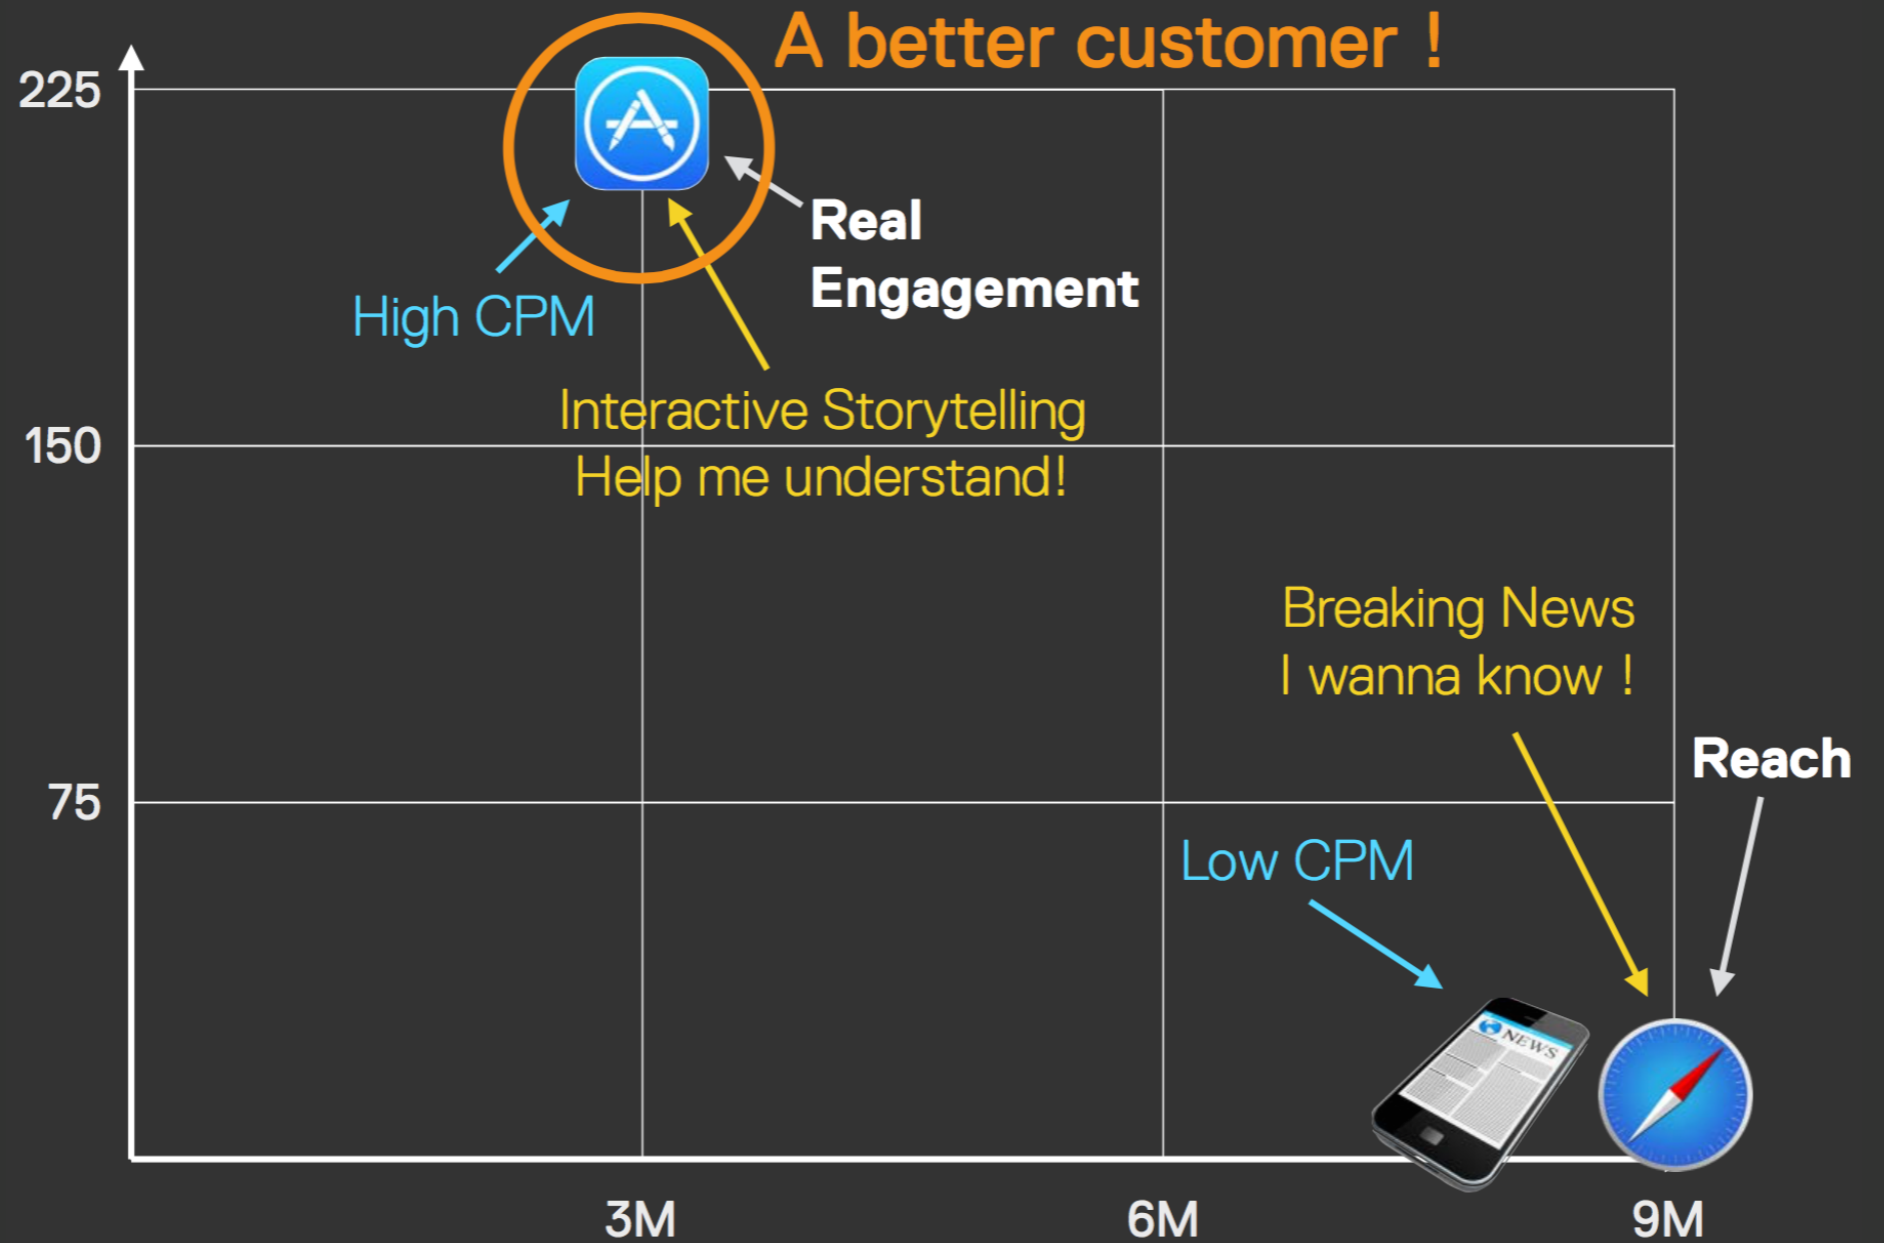 A better customer !
225
Real
Engagement
High CPM
Interactive Storytelling
Help me understand!
150
Breaking News
I wanna know !
Reach
75
Low CPM
NEWS
3M
6M
9M